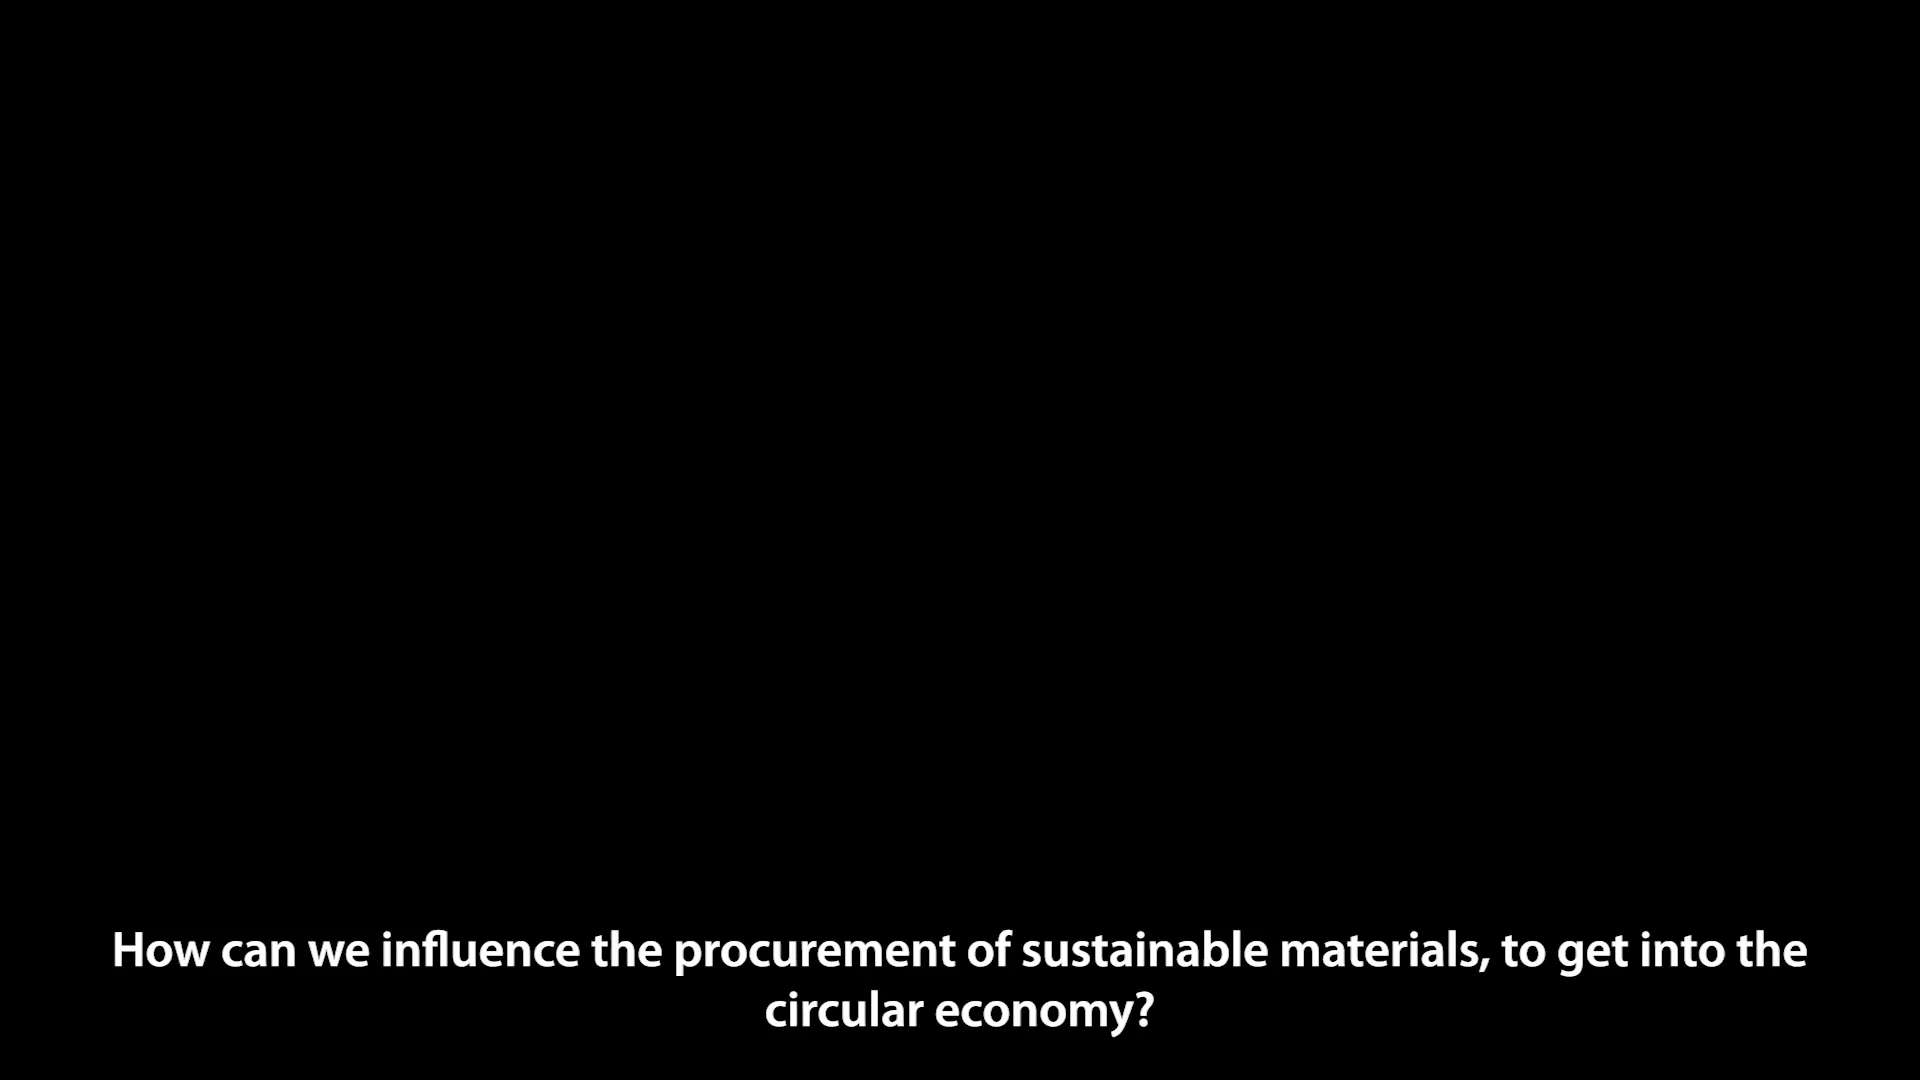 How can we influence the procurement of sustainable materials, to get into the
circular economy?